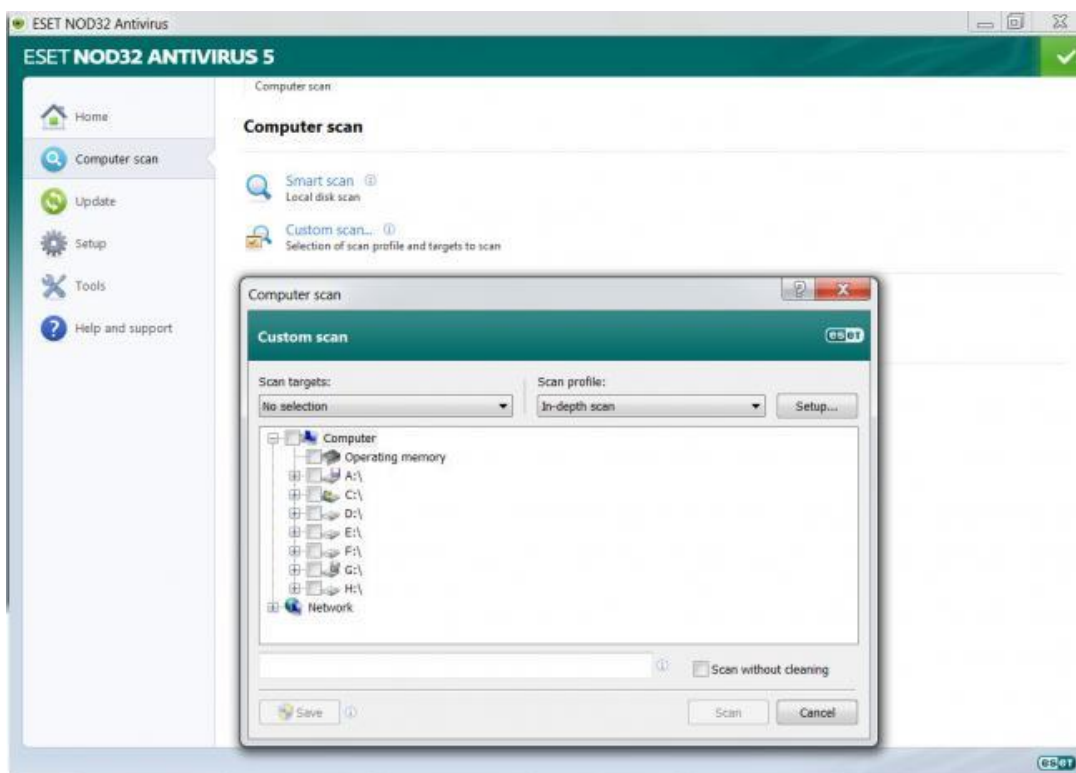 ESET NOD32 Antivirus
ESET NOD32 ANTIVIRUS 5
Home
Computer scan
Update
Setup
Tools
Help and support
Computer scan
Computer scan
Smart scan
Local disk scan
Custom scan...
Selection of scan profile and targets to scan
Computer scan
Custom scan
eset
Scan targets:
Scan profile:
No selection
In-depth scan
Setup...
Computer
Operating memory
A:\
C:\
D:\
E:\
F:\
G:\
H:\
Network
Scan without cleaning
Save
Scan
Cancel
eset